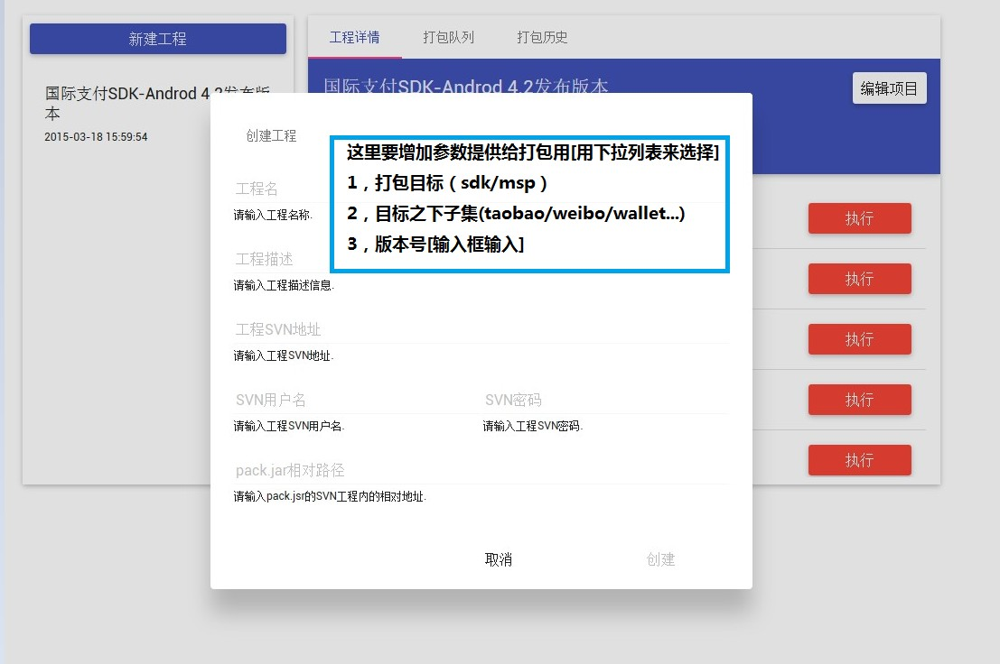 新建工程
国际支付SDK-Androd 4.2发布版
本
2015-03-18 15:59:54
工程详情
打包队列
打包历史
国际支付SDK-Androd 4.2发布版本
编辑项目
执行
执行
执行
执行
执行
创建工程
这里要增加参数提供给打包用[用下拉列表来选择]
1，打包目标（sdk/msp）
2，目标之下子集(taobao/weibo/wallet...)
3，版本号[输入框输入]
工程名
请输入工程名称.
工程描述
请输入工程描述信息.
工程SVN地址
请输入工程SVN地址.
SVN用户名
SVN密码
请输入工程SVN用户名.
请输入工程SVN密码.
pack.jar相对路径
请输入pack.jsr的SVN工程内的相对地址.
取消
创建